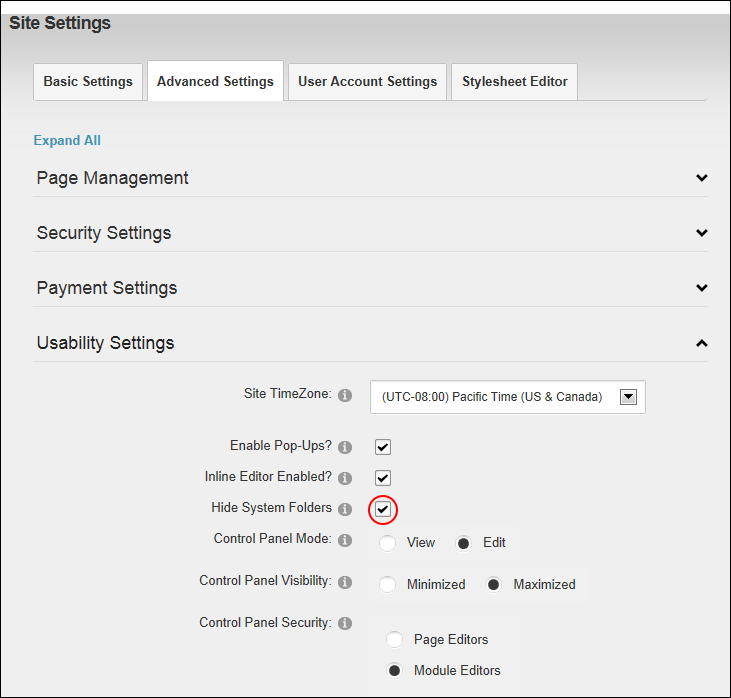 Site Settings
Basic Settings
Advanced Settings
User Account Settings
Stylesheet Editor
Expand All
Page Management
Security Settings
Payment Settings
Usability Settings
Site TimeZone:
(UTC-08:00) Pacific Time (US & Canada)
Enable Pop-Ups?
Inline Editor Enabled?
Hide System Folders
Control Panel Mode:
View
Edit
Control Panel Visibility:
Minimized
Maximized
Control Panel Security:
Page Editors
Module Editors